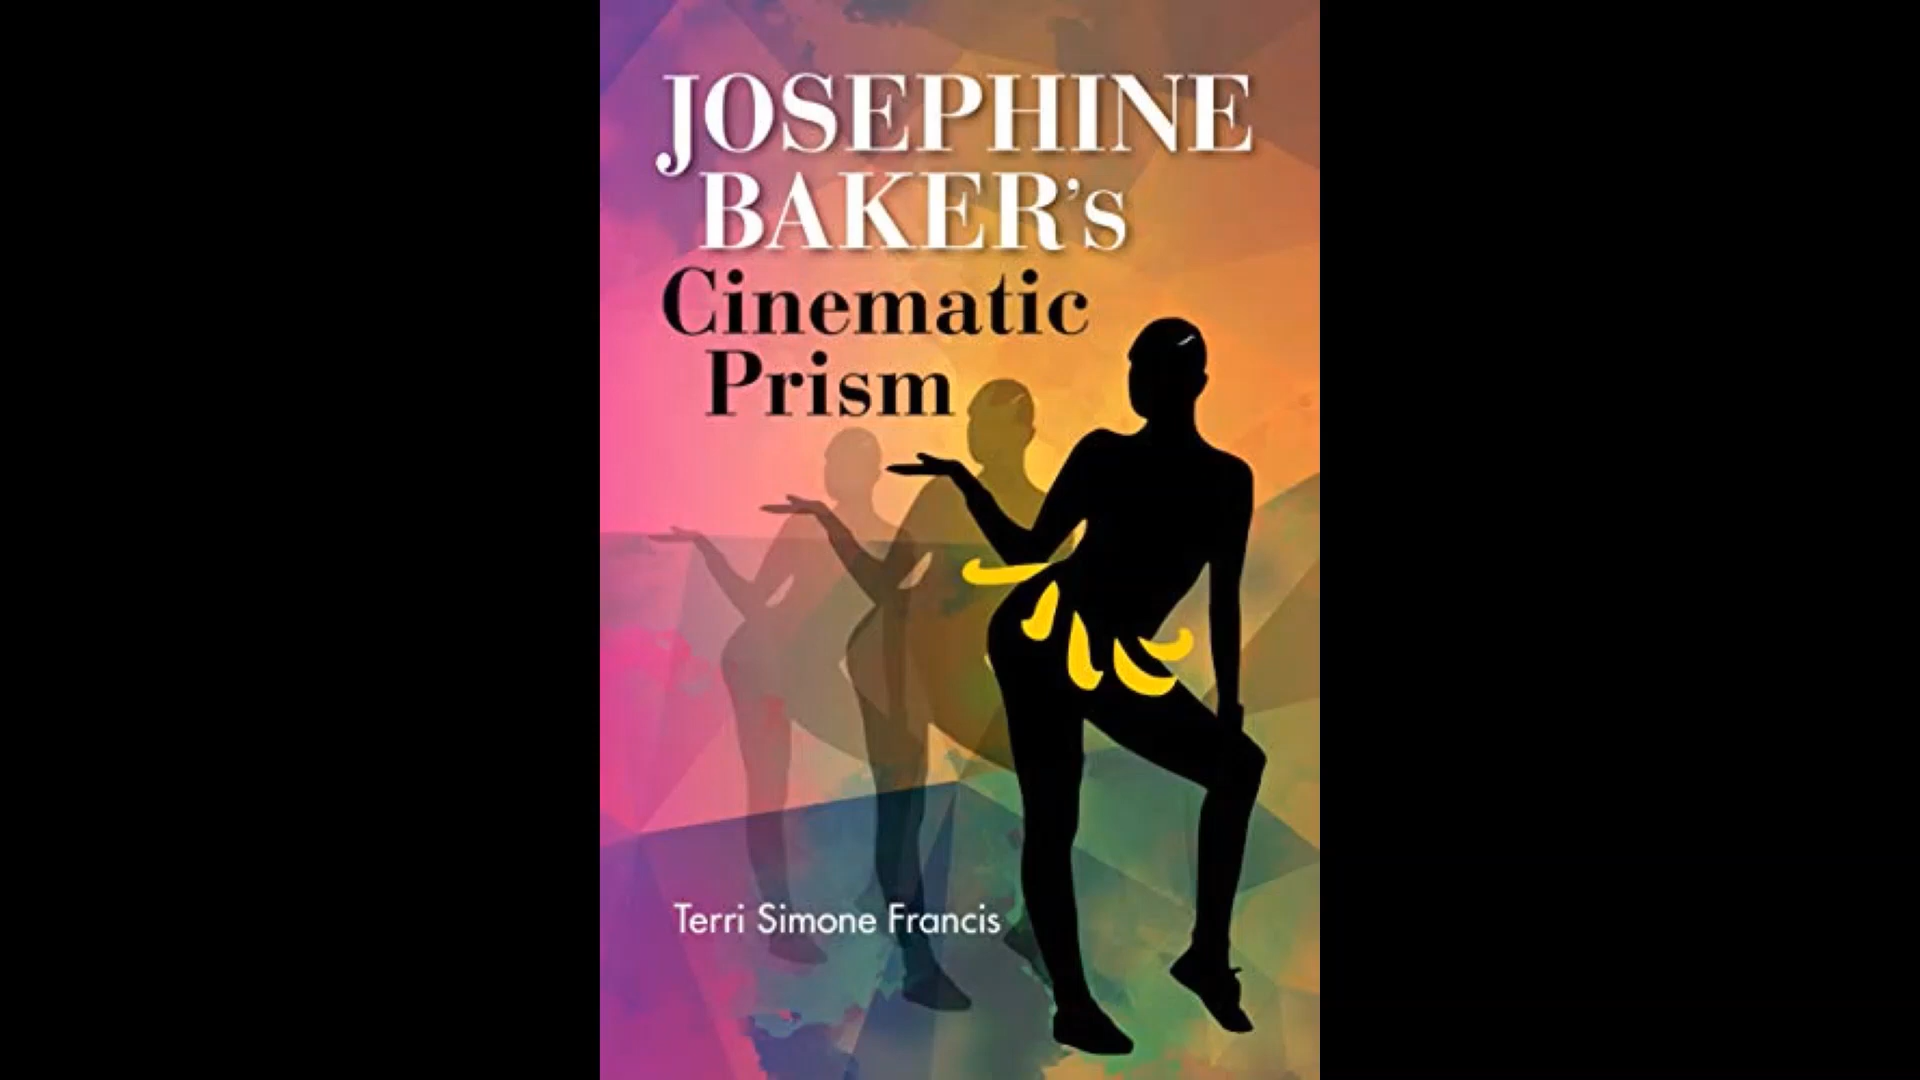 JOSEPHINE
BAKER's
Cinematic
Prism
Terri Simone Francis